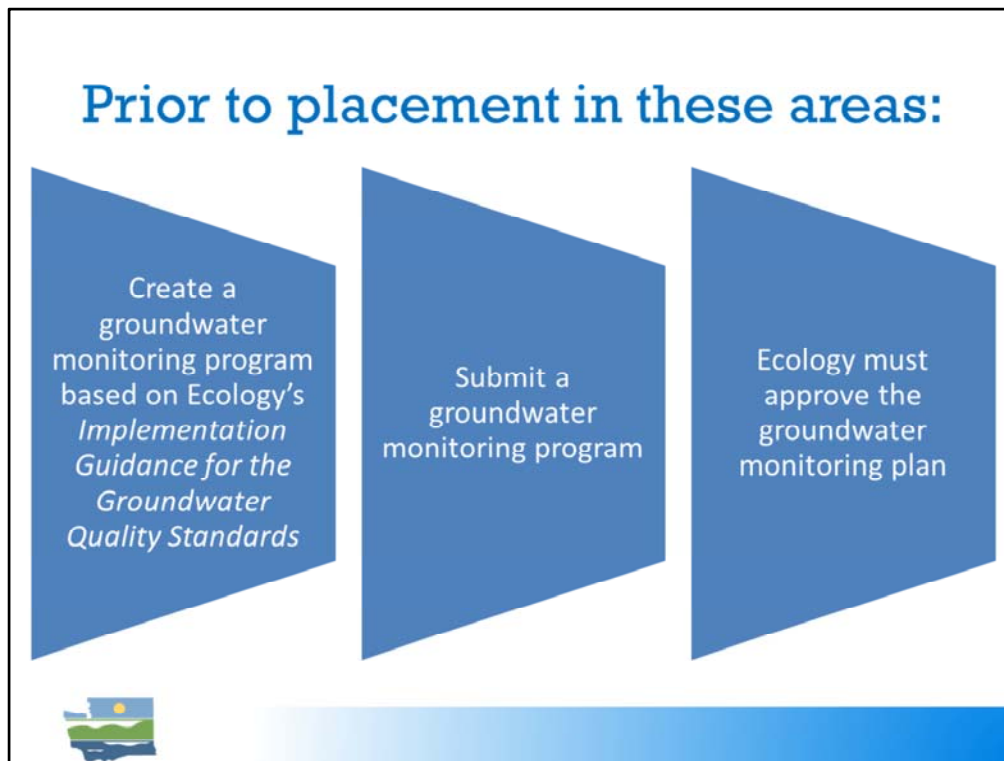 Prior to placement in these areas:
Create a
groundwater
monitoring program
based on Ecology’s
Implementation
Guidance for the
Groundwater
Quality Standards
Submit a
groundwater
monitoring program
Ecology must
approve the
groundwater
monitoring plan